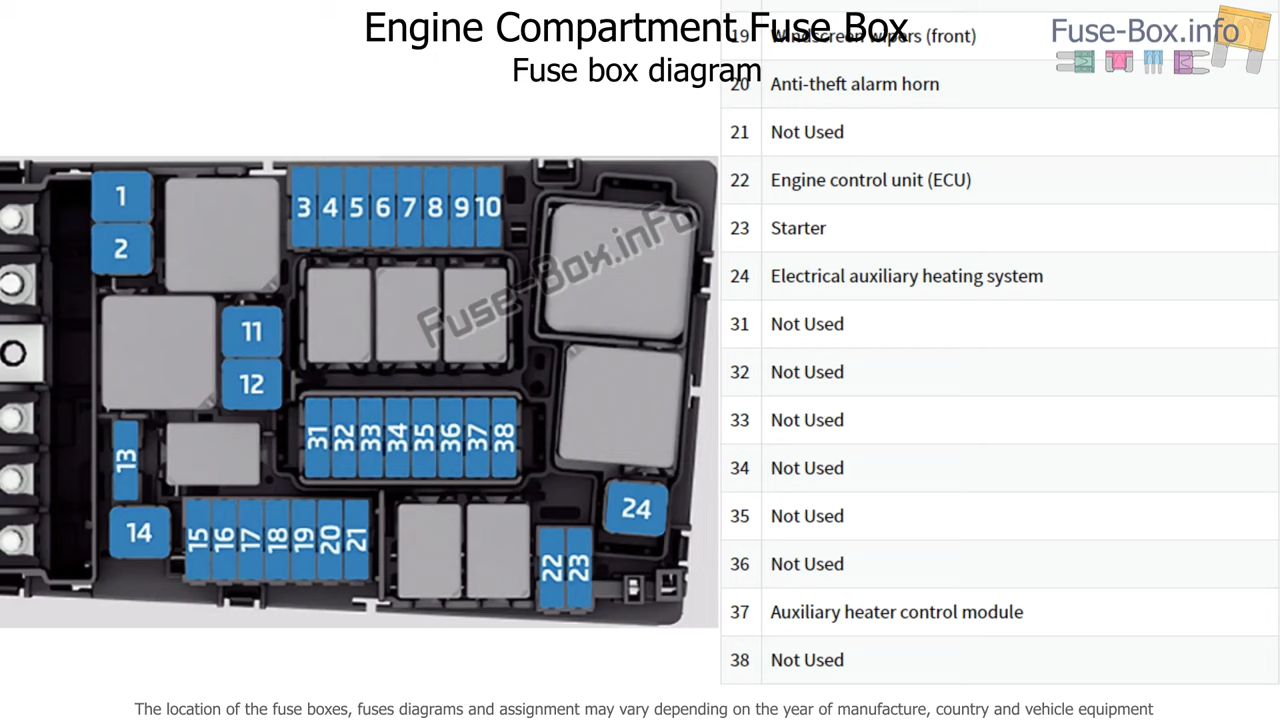 Engine Compartment Fuse Box
Fuse box diagram
Fuse-Box.info
19 Windscreen wipers (front)
20 Anti-theft alarm horn
21 Not Used
22 Engine control unit (ECU)
23 Starter
24 Electrical auxiliary heating system
31 Not Used
32 Not Used
33 Not Used
34 Not Used
35 Not Used
36 Not Used
37 Auxiliary heater control module
38 Not Used
1
2
3 4 5 6 7 8 9 10
Fuse-Box.inFo
11
12
31 32 33 34 35 36 37 38
13
14
15 16 17 18 19 20 21
24
22 23
The location of the fuse boxes, fuses diagrams and assignment may vary depending on the year of manufacture, country and vehicle equipment